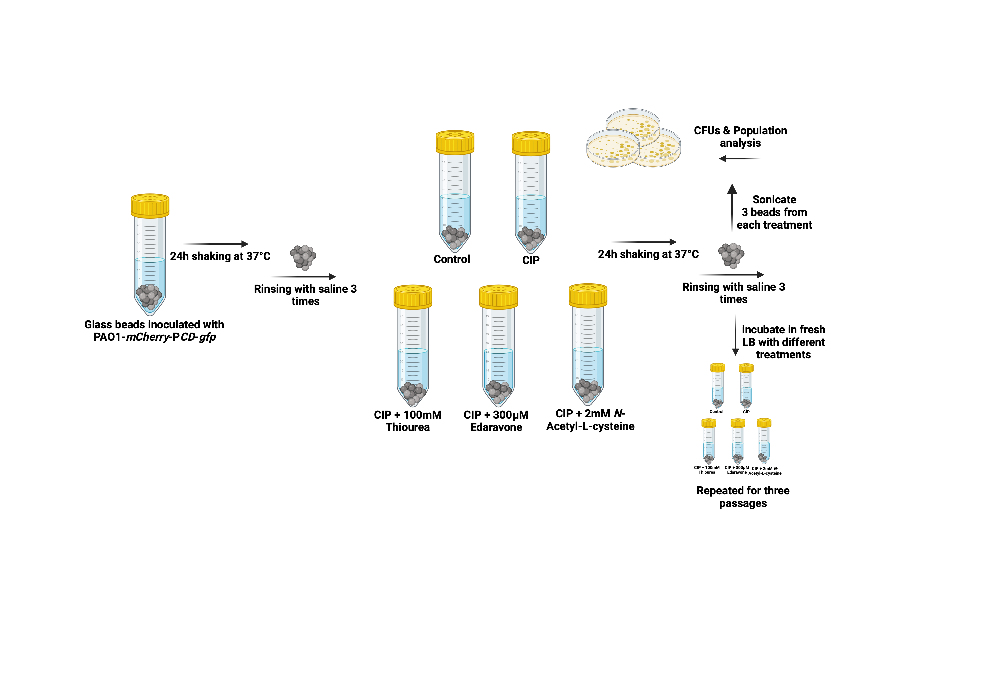 Glass beads inoculated with
PAO1-mCherry-PCD-gfp
24h shaking at 37°C
Rinsing with saline 3
times
Control
CIP
CIP + 100mM
Thiourea
CIP + 300µM
Edaravone
CIP + 2mM N-
Acetyl-L-cysteine
24h shaking at 37°C
Rinsing with saline 3
times
Sonicate
3 beads from
each treatment
CFUs & Population
analysis
incubate in fresh
LB with different
treatments
Control
CIP
CIP + 100mM
Thiourea
CIP + 300µM
Edaravone
CIP + 2mM N-
Acetyl-L-cysteine
Repeated for three
passages